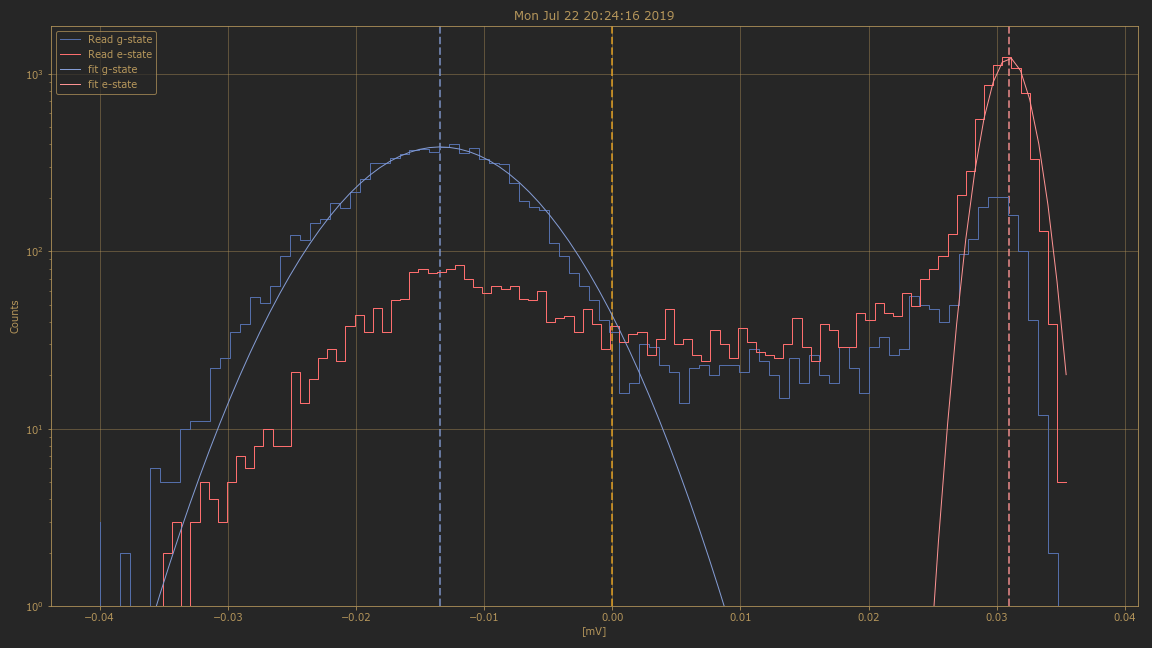 Mon Jul 22 20:24:16 2019
Read g-state
Read e-state
fit g-state
fit e-state
Counts
10³
10²
10¹
10⁰
−0.04 −0.03 −0.02 −0.01 0.00 0.01 0.02 0.03 0.04
[mV]